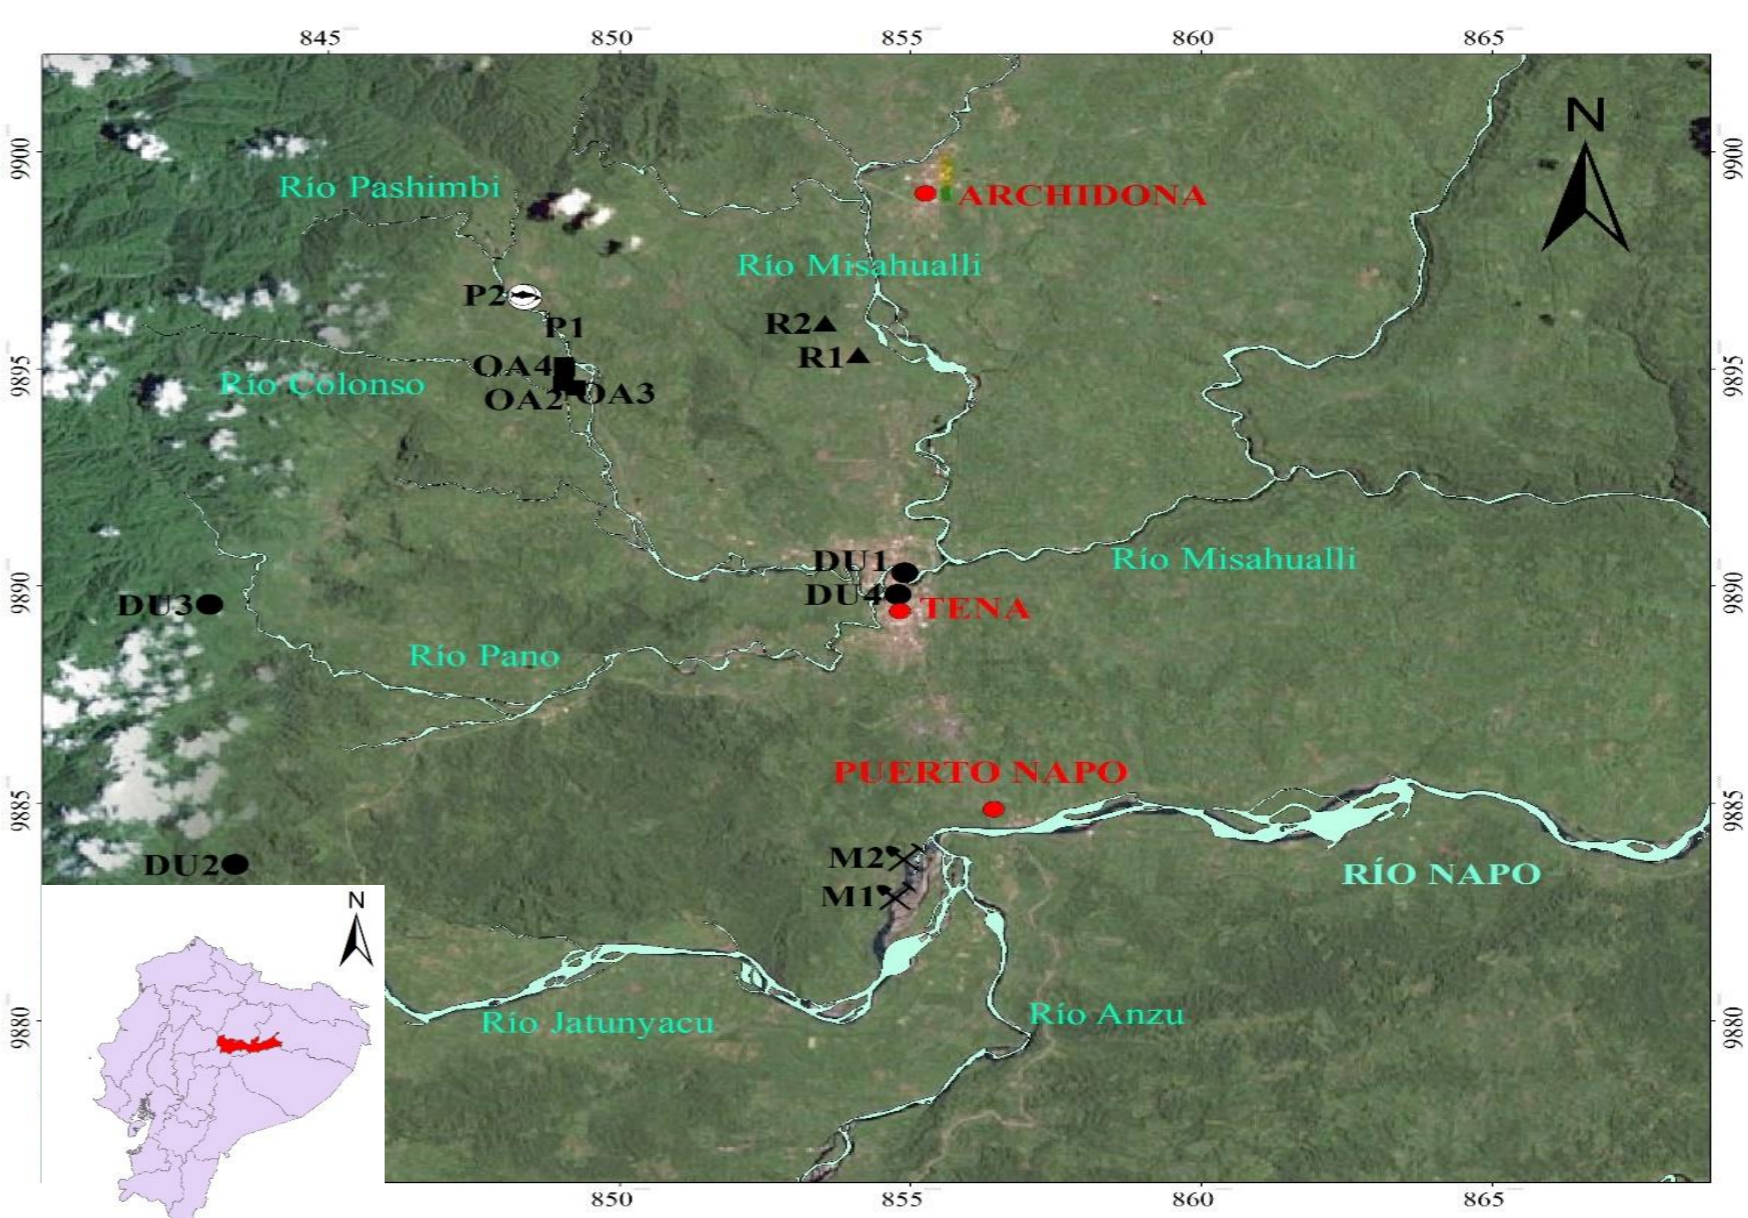 845 850 855 860 865
N
9900 9900
Río Pashimbi
ARCHIDONA
Río Misahualli
P2
P1
R2
R1
OA4
9895 9895
Río Colonso
OA2 OA3
Río Misahualli
DU1
9890 9890
DU4
DU3
TENA
Río Pano
PUERTO NAPO
9885 9885
M2
DU2
RÍO NAPO
M1
N
Río Anzu
Río Jatunyacu
9880 9880
850 855 860 865